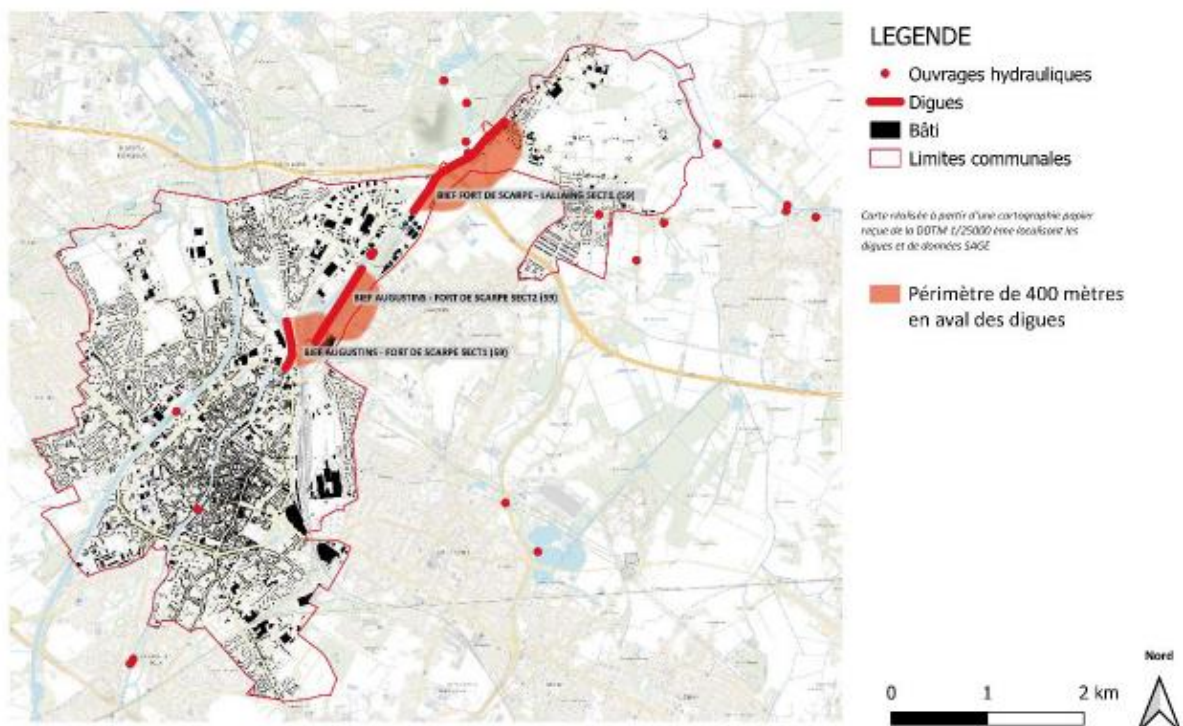 BIEF FORT DE SCARPE - LALLAING SECT1 (S9)
BIEF AUGUSTINS - FORT DE SCARPE SECT2 (S9)
BIEF AUGUSTINS - FORT DE SCARPE SECT1 (S9)
LEGENDE
Ouvrages hydrauliques
Digues
Bâti
Limites communales
Carte réalisée à partir d'une cartographie papier
reçue de la DDTM 1/25000 ème localisant les
digues et de données SAGE
Périmètre de 400 mètres
en aval des digues
Nord
0 1 2 km